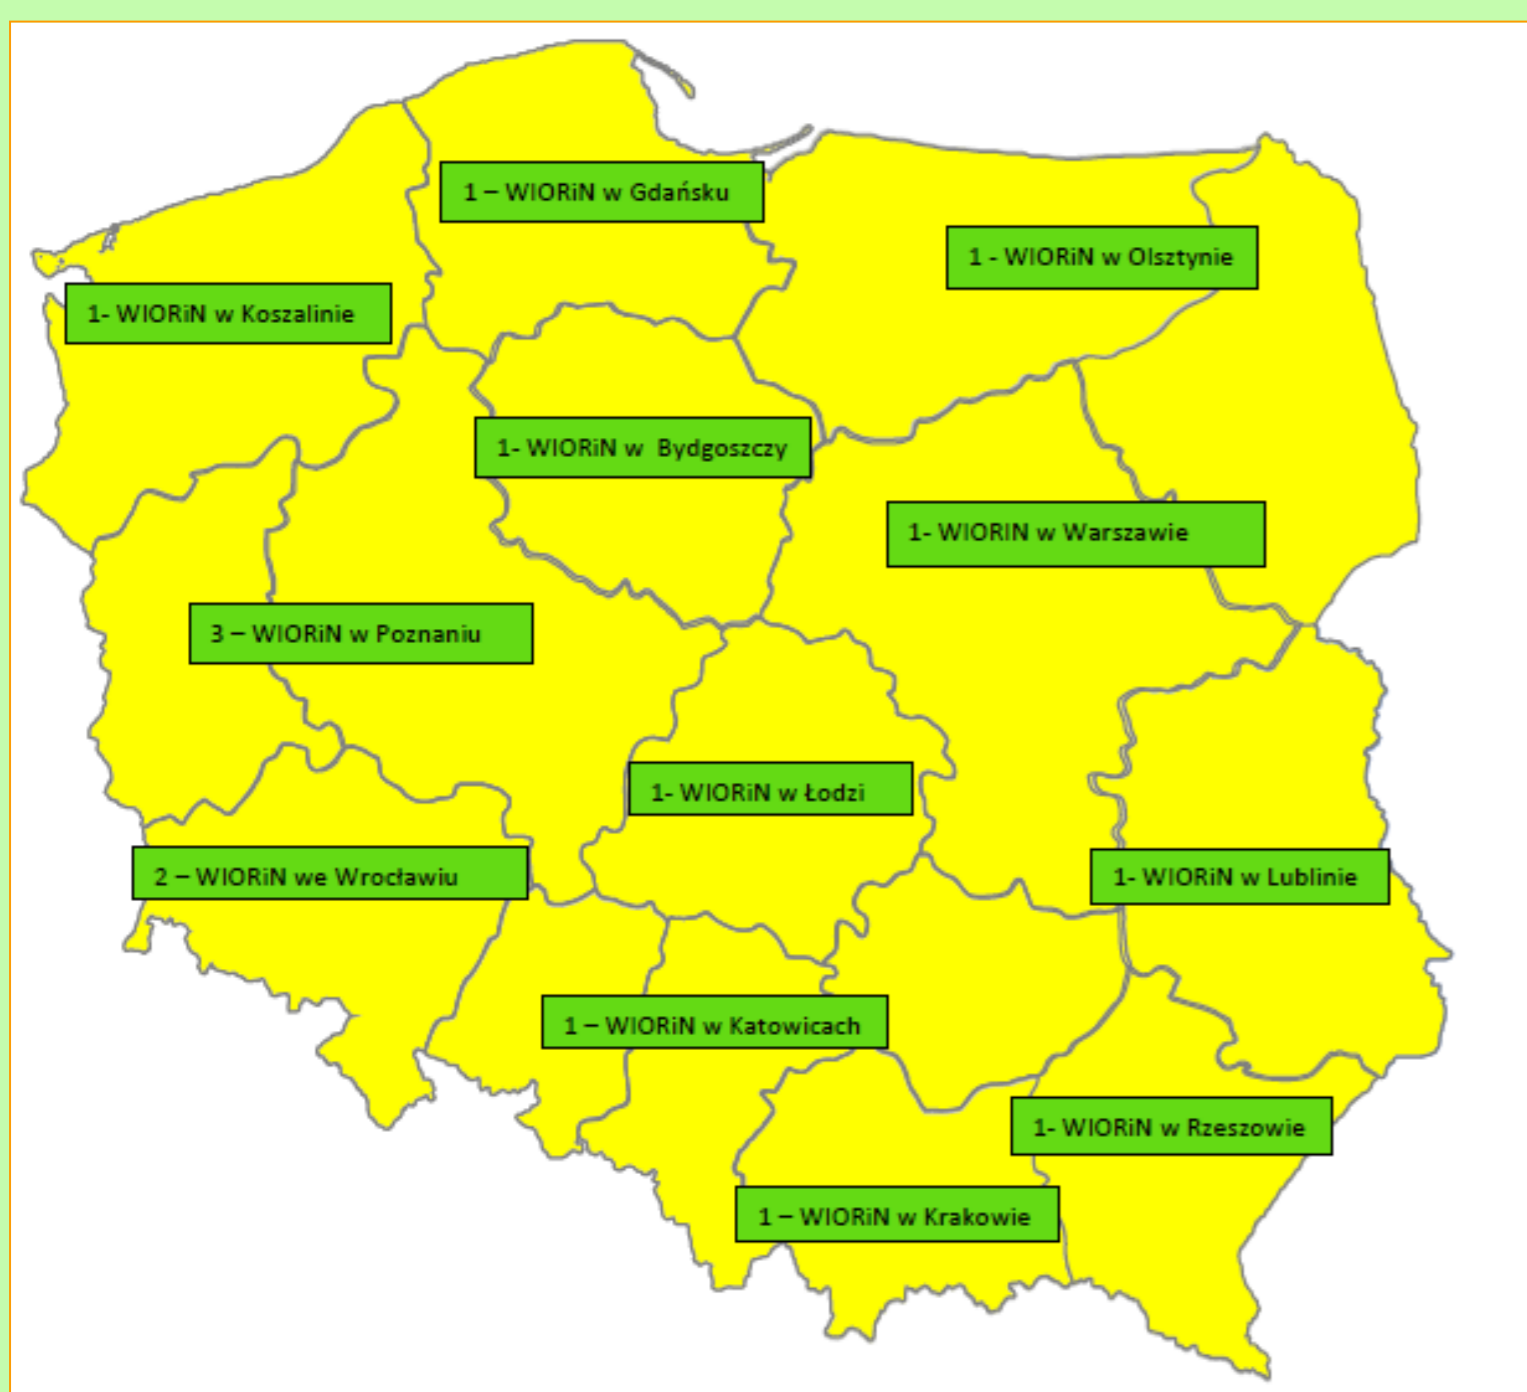 1 – WIORiN w Gdańsku
1 - WIORiN w Olsztynie
1- WIORiN w Koszalinie
1- WIORiN w  Bydgoszczy
1- WIORIN w Warszawie
3 – WIORiN w Poznaniu
1- WIORiN w Łodzi
2 – WIORiN we Wrocławiu
1- WIORiN w Lublinie
1 – WIORiN w Katowicach
1- WIORiN w Rzeszowie
1 – WIORiN w Krakowie